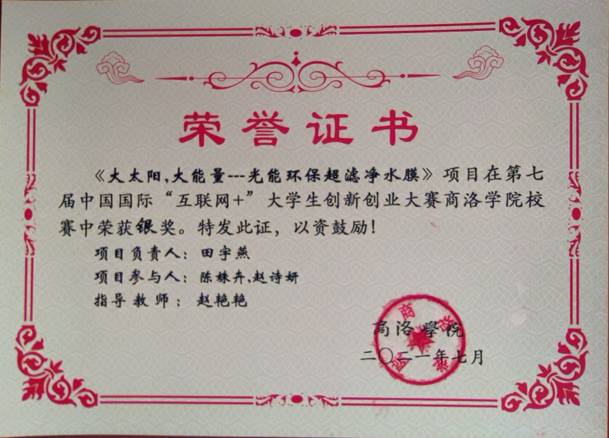 荣誉证书
《大太阳,大能量---光能环保超滤净水膜》项目在第七
届中国国际“互联网+”大学生创新创业大赛商洛学院校
赛中荣获银奖。特发此证，以资鼓励！
项目负责人：田宇燕
项目参与人：陈姝卉,赵诗妍
指导教师：赵艳艳
商洛学院
二〇二一年七月